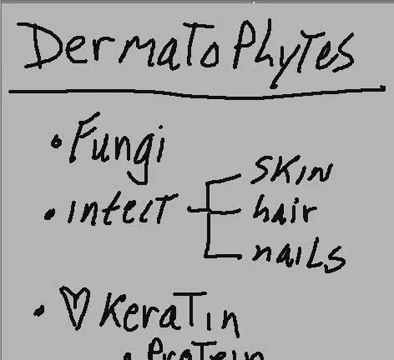 DermaToPhyTes
• Fungi
• infecT
SKIN
hair
naiLs
• ♡ KeraTin
• ProTein